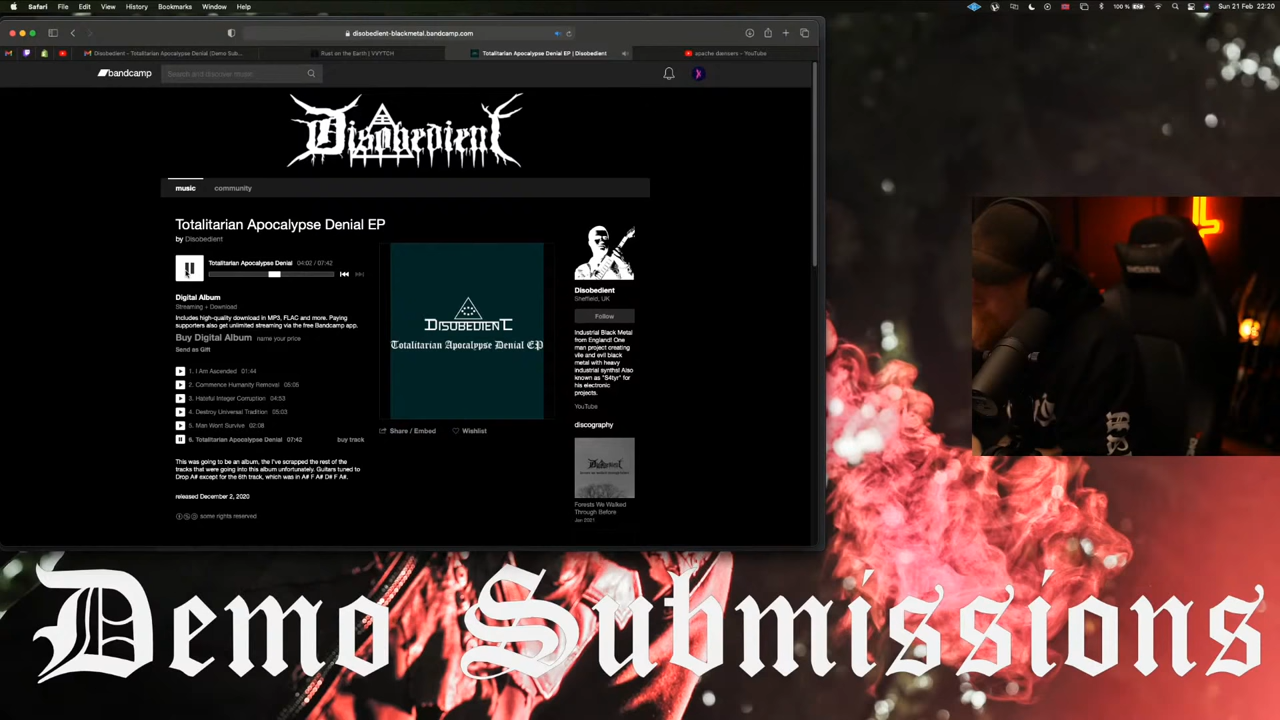 Safari File Edit View History Bookmarks Window Help
100 % Sun 21 Feb 22:20
disobedient-blackmetal.bandcamp.com
Disobedient - Totalitarian Apocalypse Denial (Demo Sub...
Rust on the Earth | VVYTCH
Totalitarian Apocalypse Denial EP | Disobedient
bandcamp
Search and discover music
Disobedient
music community
Totalitarian Apocalypse Denial EP
by Disobedient
Totalitarian Apocalypse Denial 04:02 / 07:42
Digital Album
Streaming + Download
Includes high-quality download in MP3, FLAC and more. Paying
supporters also get unlimited streaming via the free Bandcamp app.
Buy Digital Album name your price
Send as Gift
1. I Am Ascended 01:44
2. Commence Humanity Removal 05:05
3. Hateful Integer Corruption 04:53
4. Destroy Universal Tradition 05:03
5. Man Wont Survive 02:08
6. Totalitarian Apocalypse Denial 07:42 buy track
This was going to be an album, the I've scrapped the rest of the
tracks that were going into this album unfortunately. Guitars tuned to
Drop A# except for the 6th track, which was in A# F A# D# F A#.
released December 2, 2020
some rights reserved
DISOBEDIENT
Totalitarian Apocalypse Denial EP
Share / Embed Wishlist
Disobedient
Sheffield, UK
Follow
Industrial Black Metal
from England! One
man project creating
vile and evil black
metal with heavy
industrial synths! Also
known as "S4tyr" for
his electronic
projects.
YouTube
discography
Forests We Walked
Through Before
Jan 2021
Demo Submissions